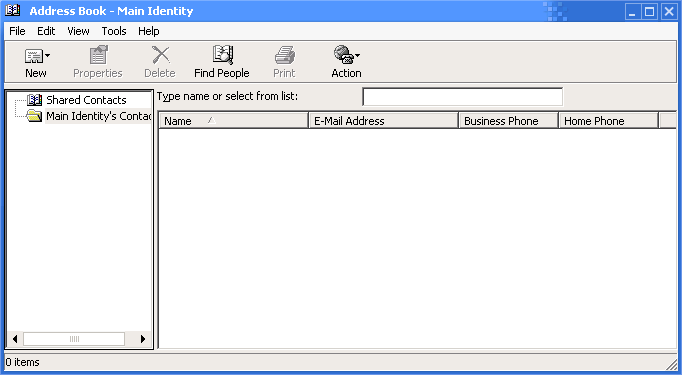 Address Book - Main Identity
File Edit View Tools Help
New Properties Delete Find People Print Action
Shared Contacts
Main Identity's Contac
Type name or select from list:
Name E-Mail Address Business Phone Home Phone
0 items